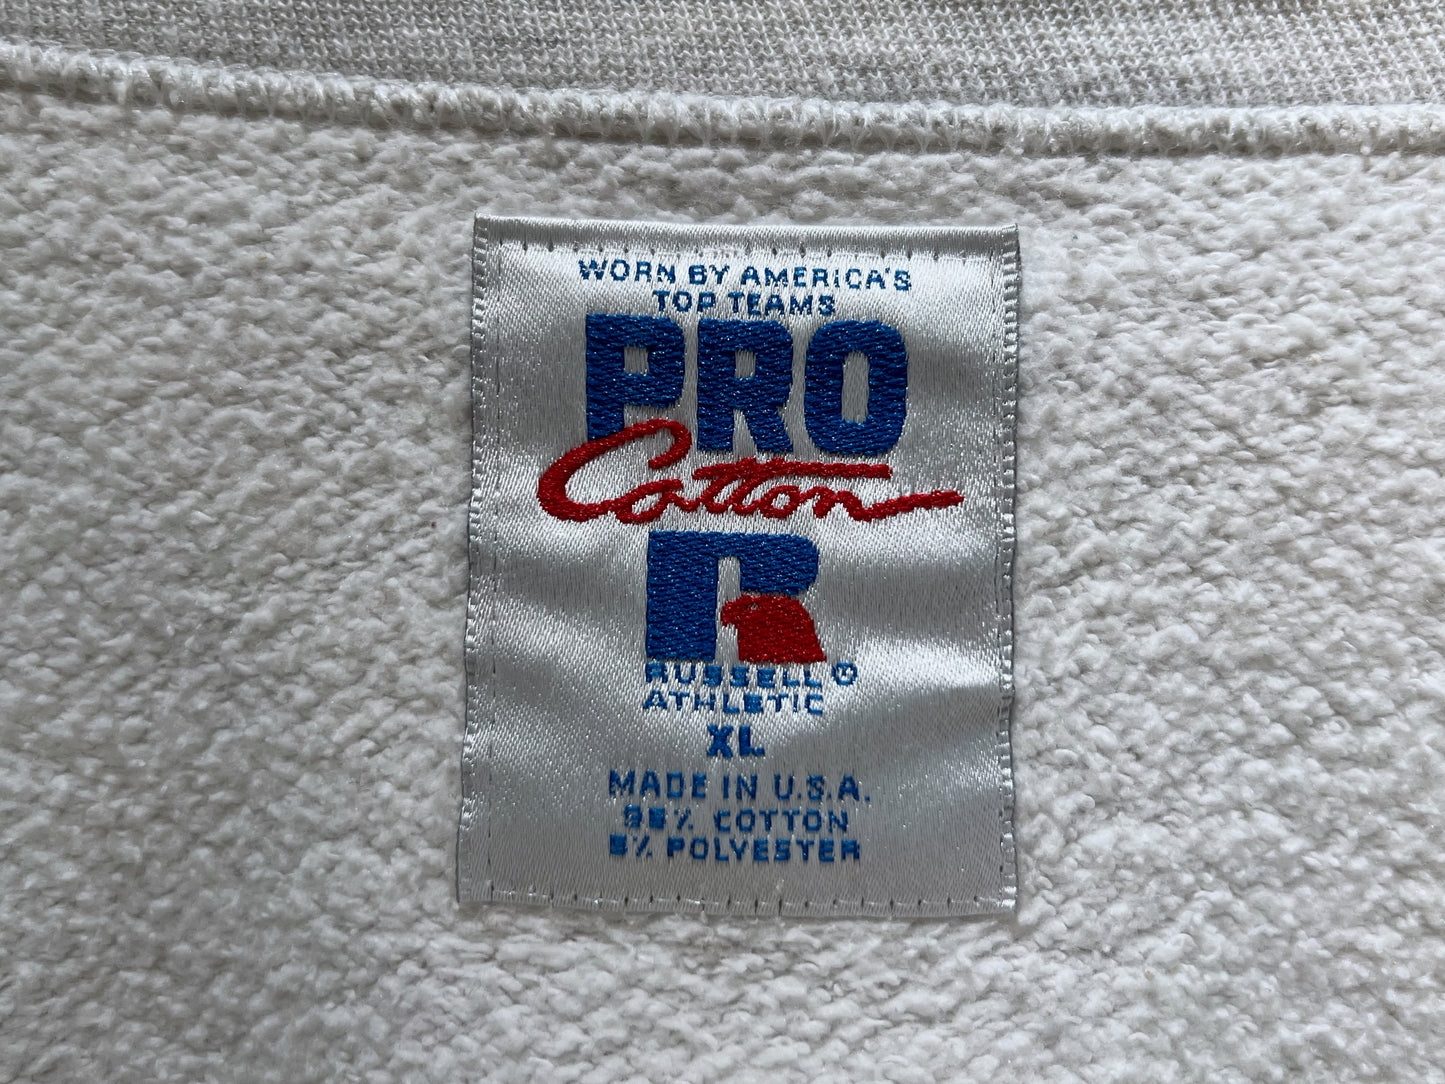 WORN BY AMERICA'S
TOP TEAMS
PRO
Cotton
R
RUSSELL ®
ATHLETIC
XL
MADE IN U.S.A.
95% COTTON
5% POLYESTER